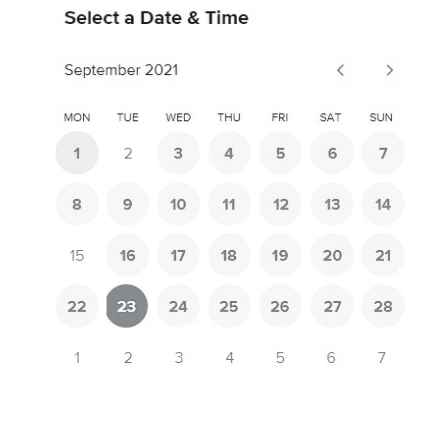 Select a Date & Time
September 2021
MON TUE WED THU FRI SAT SUN
1 2 3 4 5 6 7
8 9 10 11 12 13 14
15 16 17 18 19 20 21
22 23 24 25 26 27 28
1 2 3 4 5 6 7